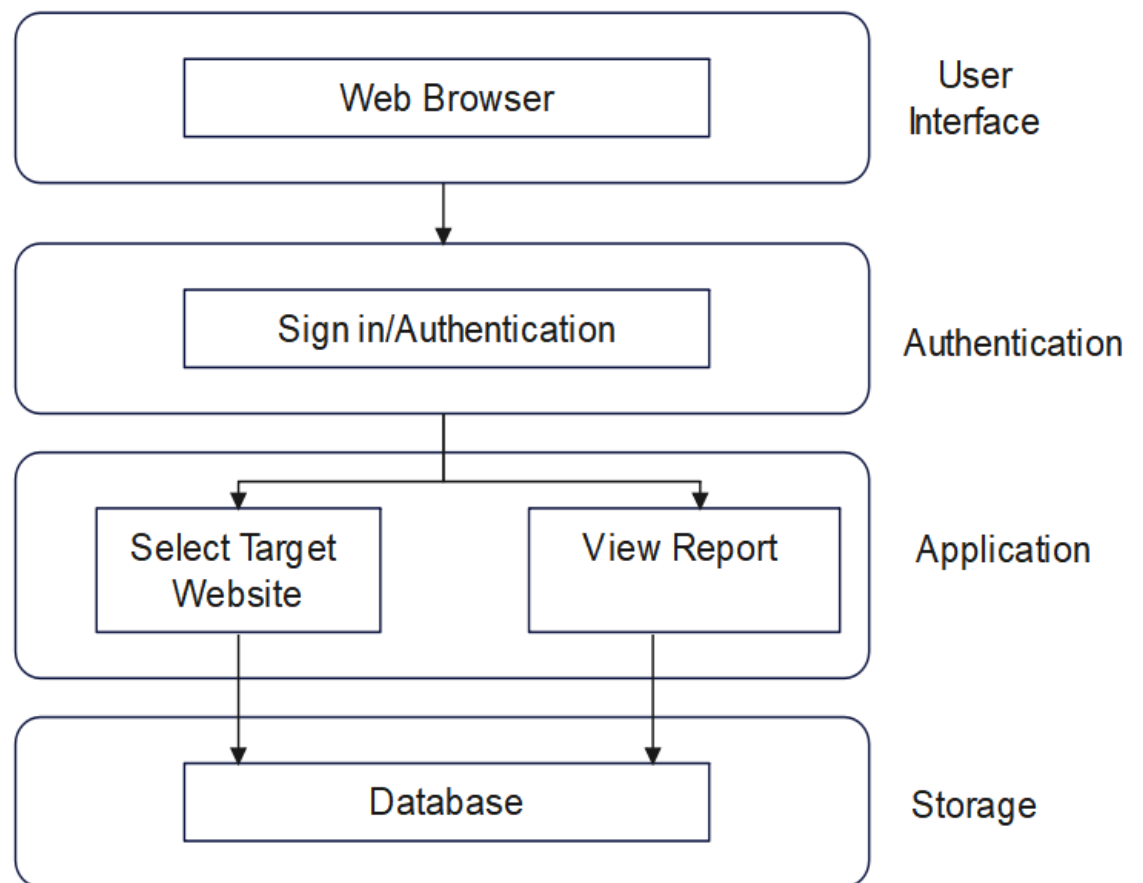 Web Browser
User
Interface
Sign in/Authentication
Authentication
Select Target
Website
View Report
Application
Database
Storage